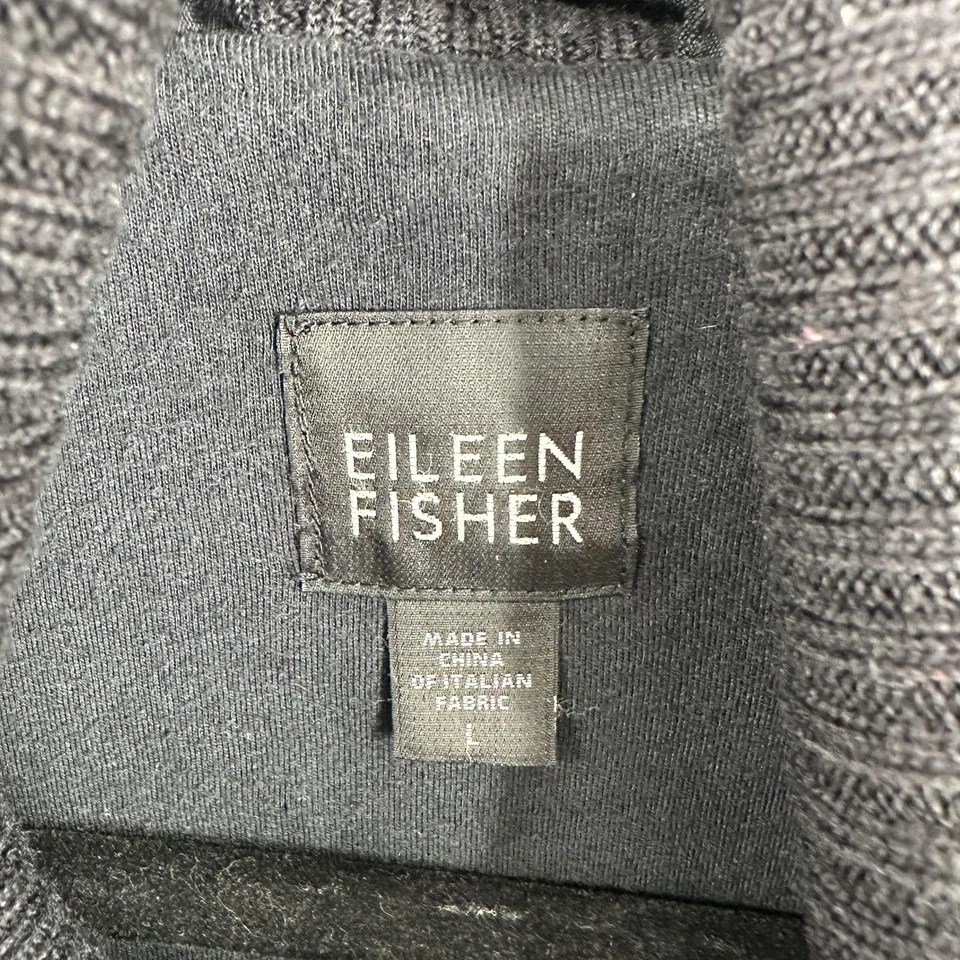 EILEEN
FISHER
MADE IN
CHINA
OF ITALIAN
FABRIC
L